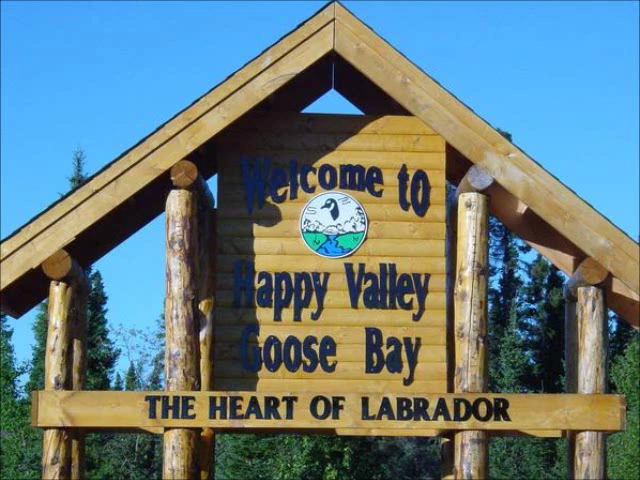 Welcome to
Happy Valley
Goose Bay
THE HEART OF LABRADOR